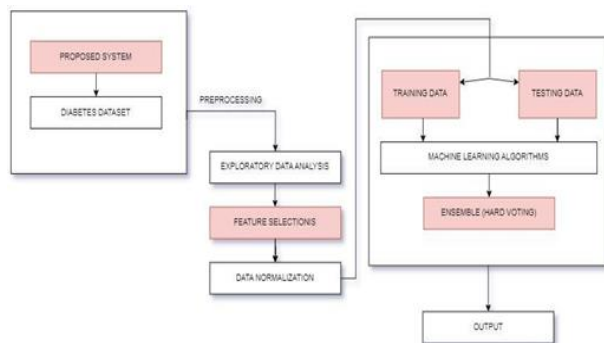 PROPOSED SYSTEM
DIABETES DATASET
PREPROCESSING
EXPLORATORY DATA ANALYSIS
FEATURE SELECTIONIS
DATA NORMALIZATION
TRAINING DATA
TESTING DATA
MACHINE LEARNING ALGORITHMS
ENSEMBLE (HARD VOTING)
OUTPUT